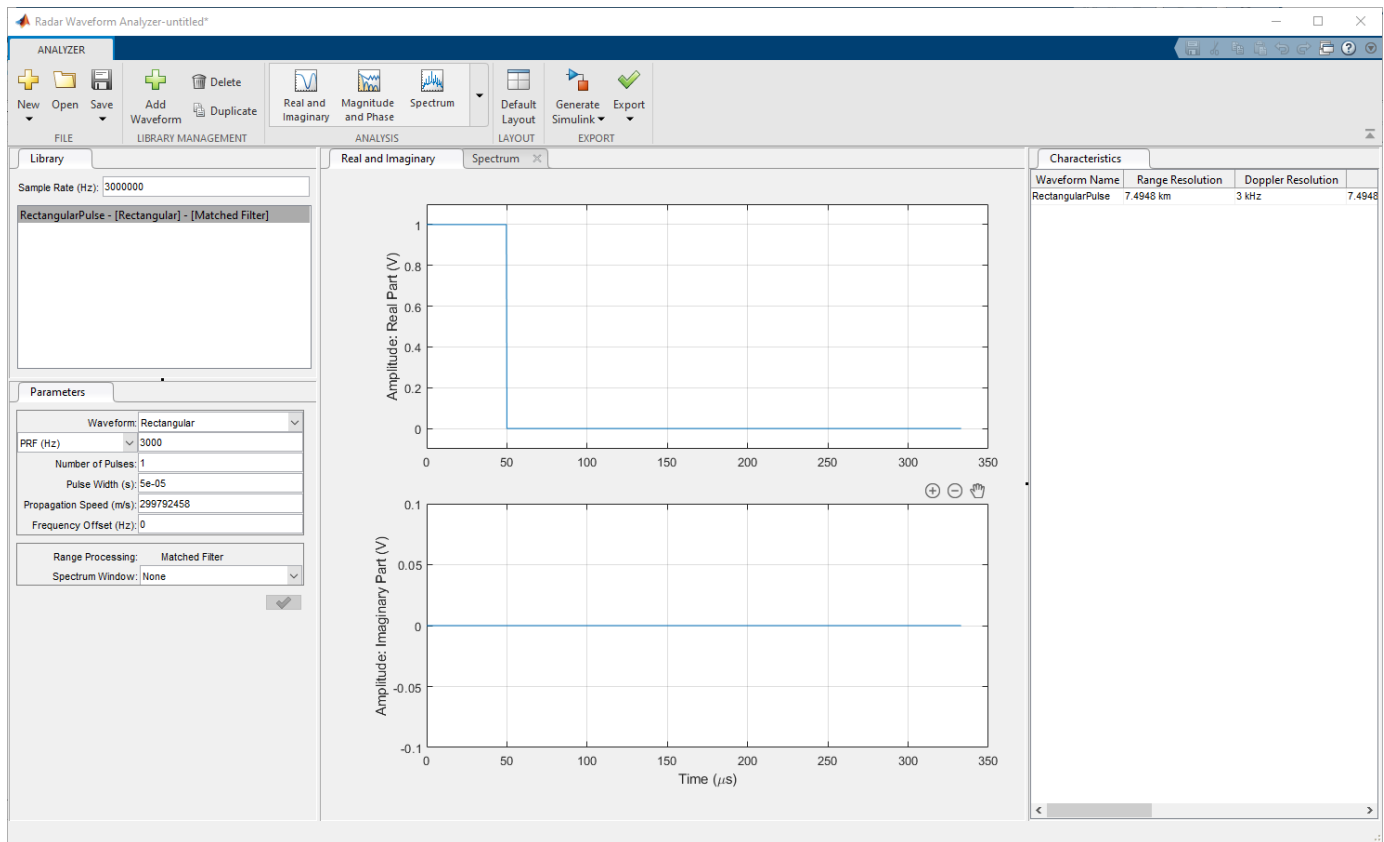 Radar Waveform Analyzer-untitled*
ANALYZER
New Open Save
Add Waveform
Delete
Duplicate
Real and Imaginary
Magnitude and Phase
Spectrum
Default Layout
Generate Simulink
Export
FILE LIBRARY MANAGEMENT ANALYSIS LAYOUT EXPORT
Library
Sample Rate (Hz): 3000000
RectangularPulse - [Rectangular] - [Matched Filter]
Parameters
Waveform: Rectangular
PRF (Hz) 3000
Number of Pulses: 1
Pulse Width (s): 5e-05
Propagation Speed (m/s): 299792458
Frequency Offset (Hz): 0
Range Processing: Matched Filter
Spectrum Window: None
Real and Imaginary Spectrum
Amplitude: Real Part (V)
1
0.8
0.6
0.4
0.2
0
0 50 100 150 200 250 300 350
Amplitude: Imaginary Part (V)
0.1
0.05
0
-0.05
-0.1
0 50 100 150 200 250 300 350
Time (μs)
Characteristics
Waveform Name Range Resolution Doppler Resolution
RectangularPulse 7.4948 km 3 kHz 7.4948